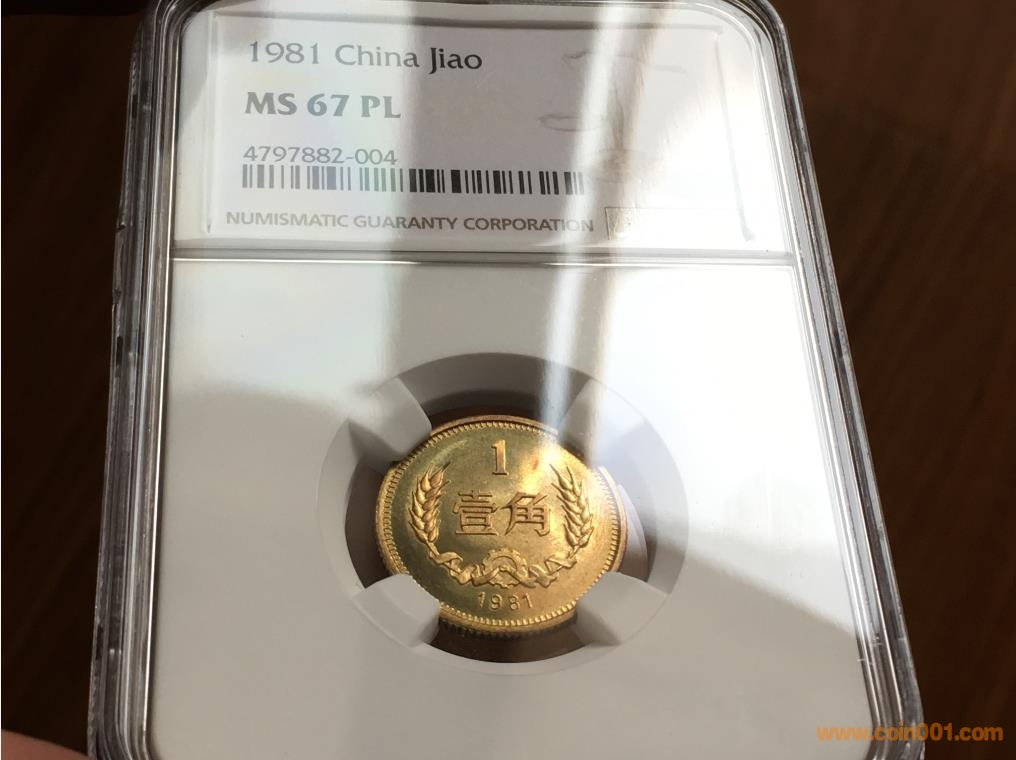 1981 China Jiao
MS 67 PL
4797882-004
NUMISMATIC GUARANTY CORPORATION
1
壹角
1981
www.coin001.com